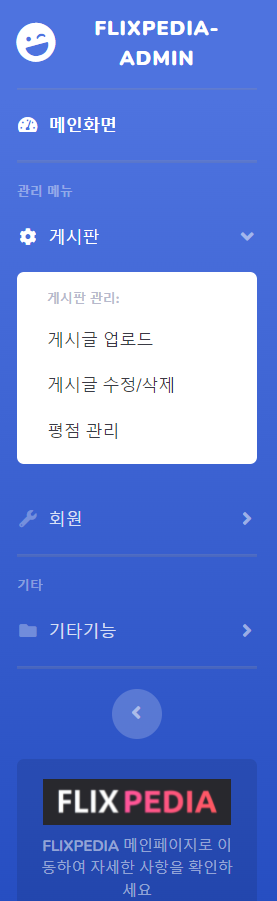 FLIXPEDIA-
ADMIN
메인화면
관리 메뉴
게시판
게시판 관리:
게시글 업로드
게시글 수정/삭제
평점 관리
회원
기타
기타기능
FLIXPEDIA
FLIXPEDIA 메인페이지로 이
동하여 자세한 사항을 확인하
세요